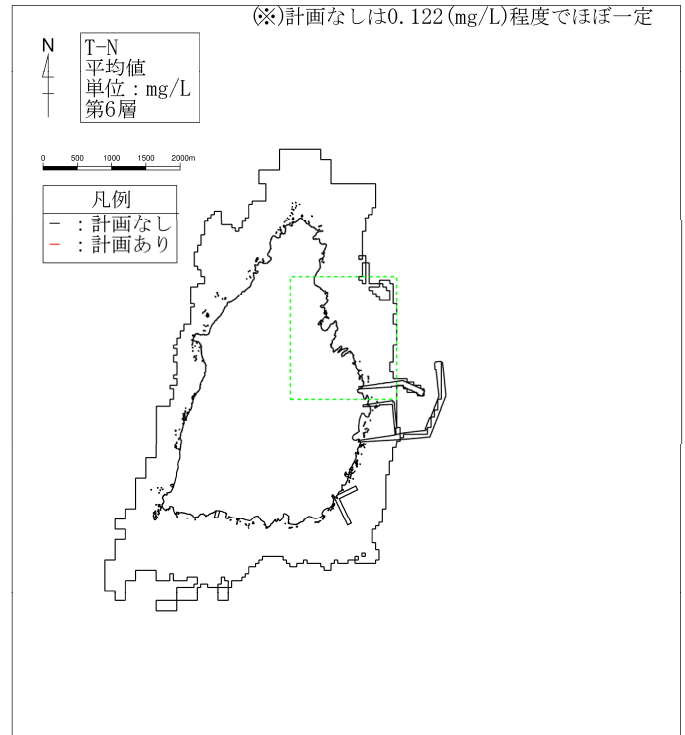 (※)計画なしは0.122(mg/L)程度でほぼ一定
N
T-N
平均値
単位：mg/L
第6層
0 500 1000 1500 2000m
凡例
− ：計画なし
− ：計画あり